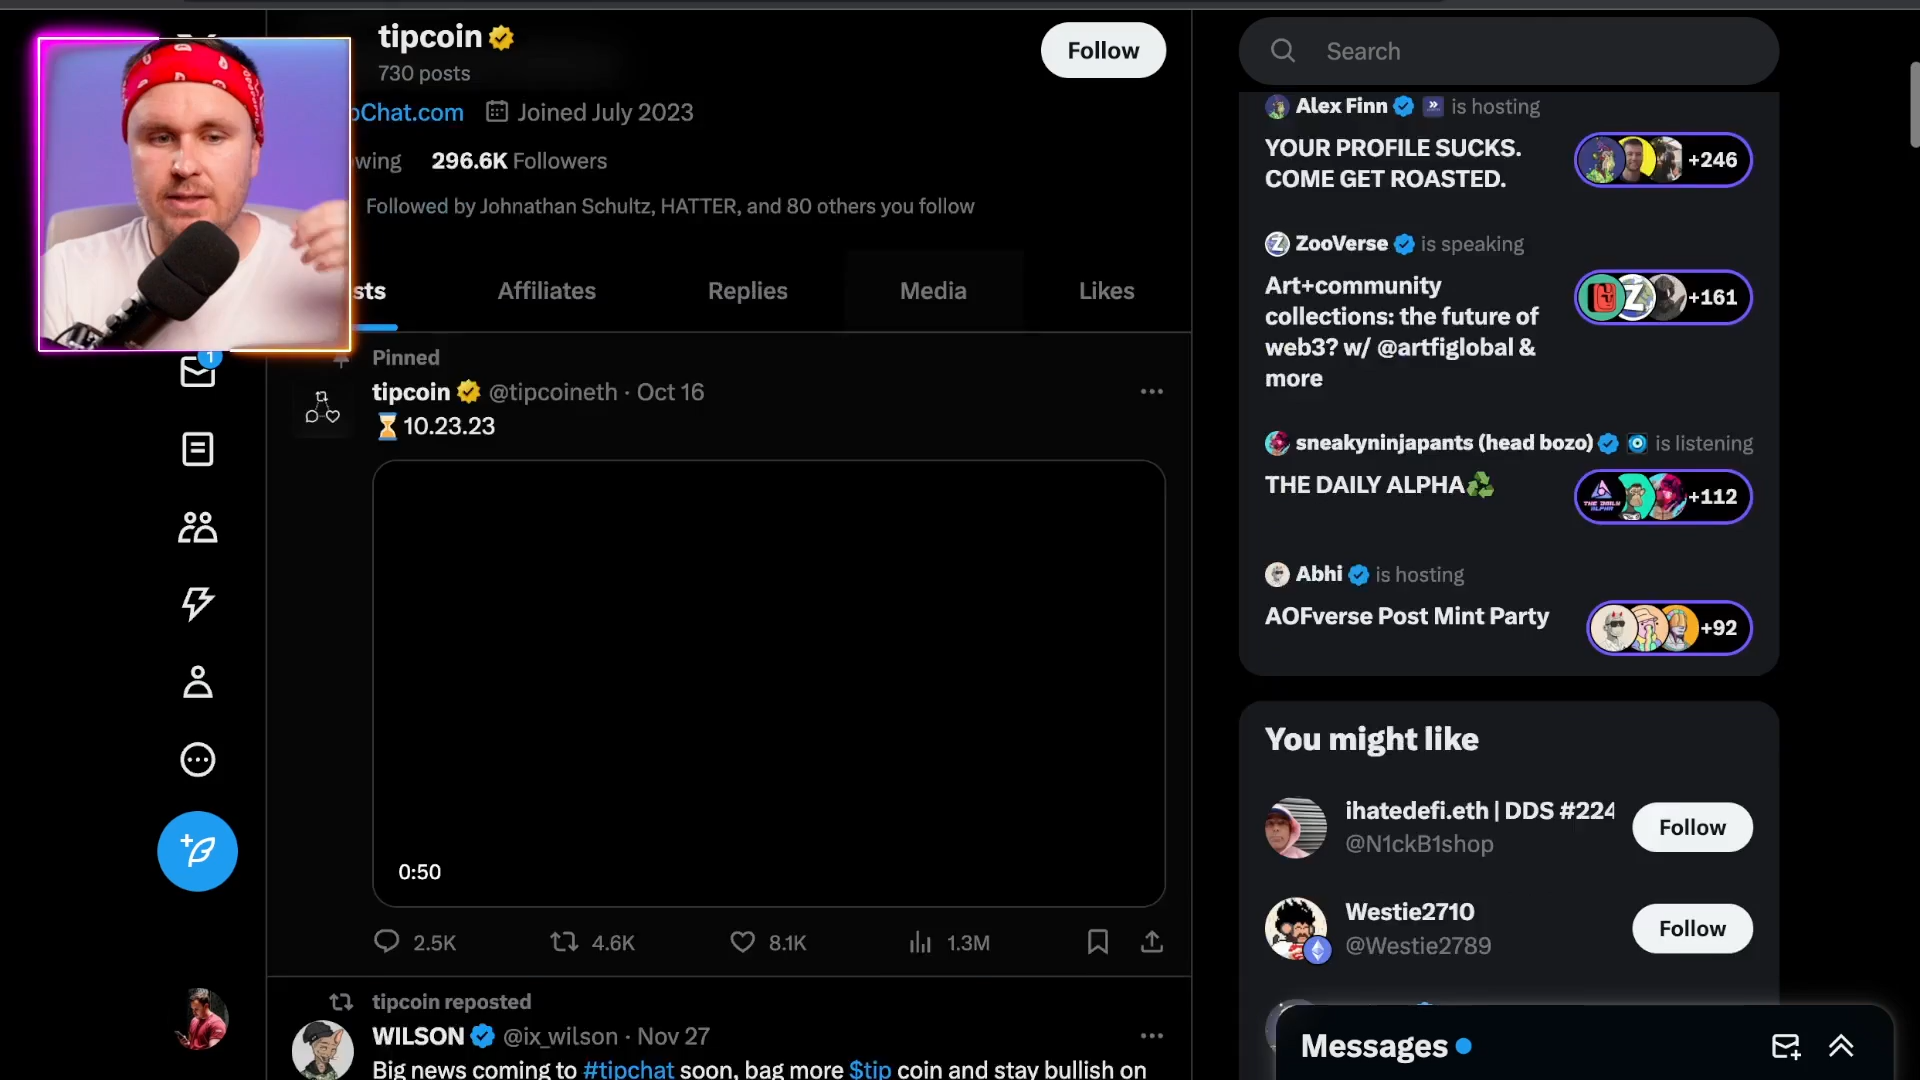 tipcoin
730 posts
Follow
pChat.com Joined July 2023
wing 296.6K Followers
Followed by Johnathan Schultz, HATTER, and 80 others you follow
sts Affiliates Replies Media Likes
Pinned
tipcoin @tipcoineth · Oct 16
⌛10.23.23
0:50
2.5K 4.6K 8.1K 1.3M
tipcoin reposted
WILSON @ix_wilson · Nov 27
Big news coming to #tipchat soon, bag more $tip coin and stay bullish on
1
Search
Alex Finn is hosting
YOUR PROFILE SUCKS.
COME GET ROASTED.
+246
ZooVerse is speaking
Art+community
collections: the future of
web3? w/ @artfiglobal &
more
+161
sneakyninjapants (head bozo) is listening
THE DAILY ALPHA♻️
THE DAILY
ALPHA
+112
Abhi is hosting
AOFverse Post Mint Party
+92
You might like
ihatedefi.eth | DDS #224
@N1ckB1shop
Follow
Westie2710
@Westie2789
Follow
Messages